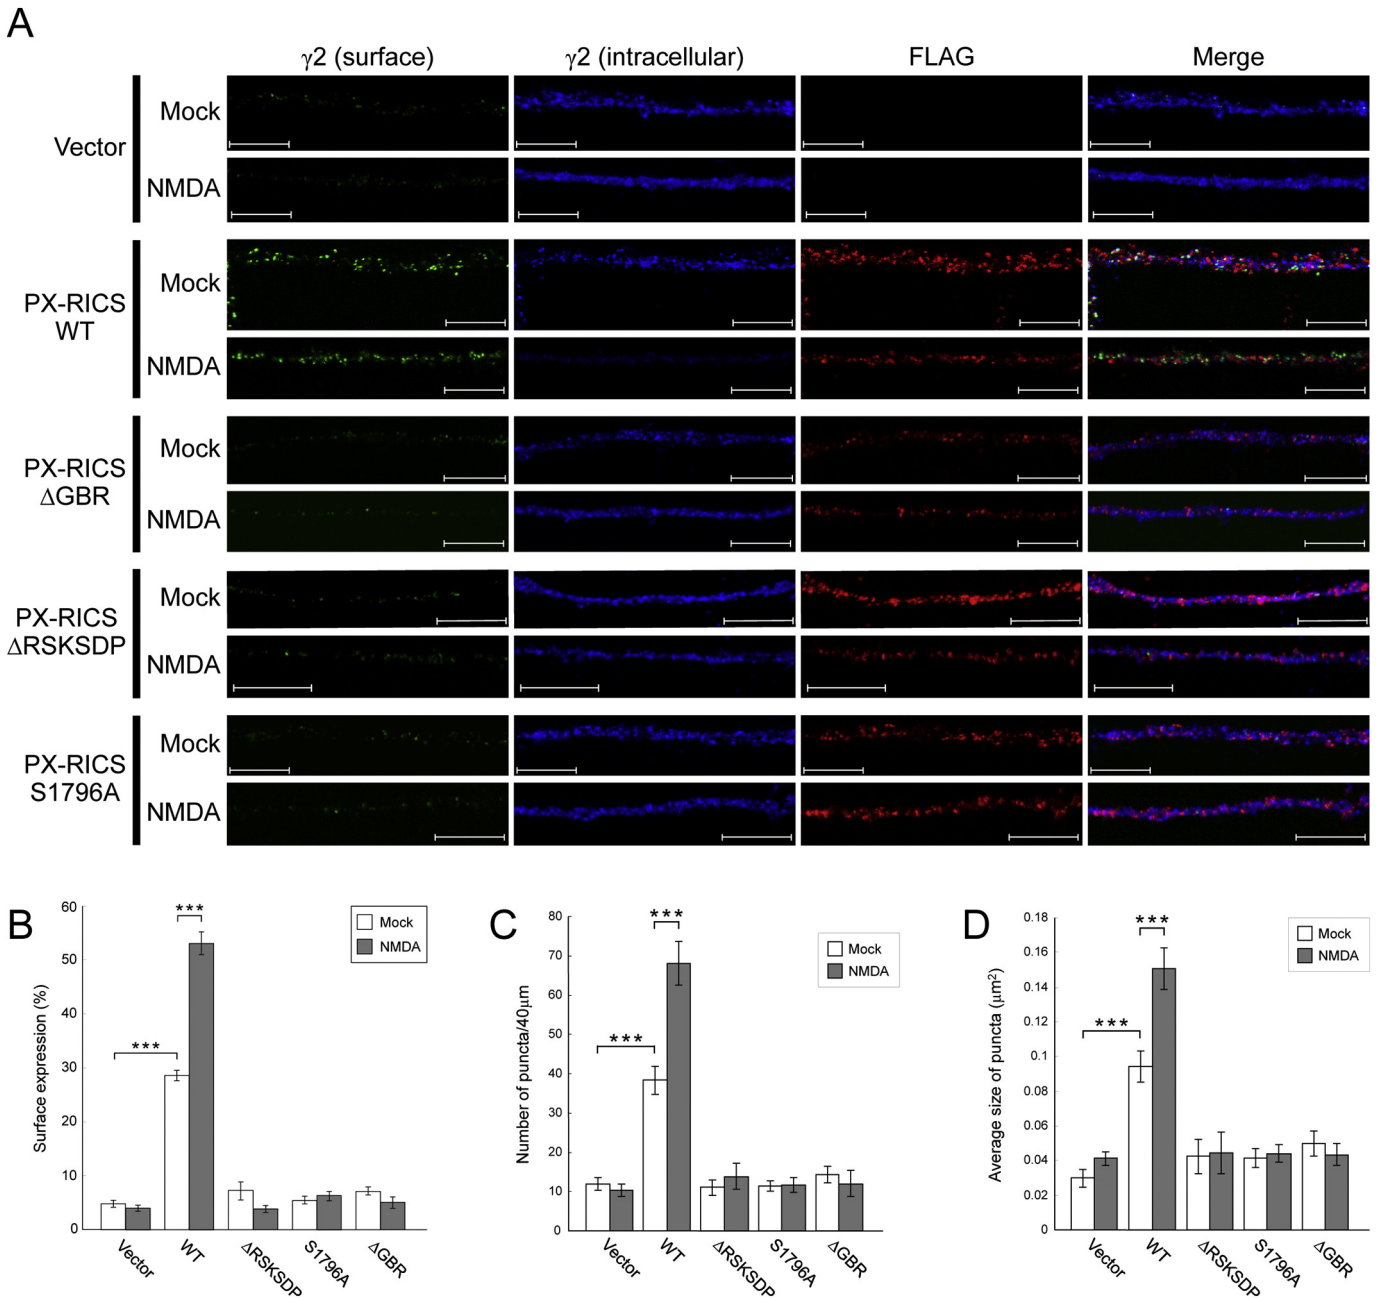 A
γ2 (surface)
γ2 (intracellular)
FLAG
Merge
Vector
Mock
NMDA
PX-RICS
WT
Mock
NMDA
PX-RICS
ΔGBR
Mock
NMDA
PX-RICS
ΔRSKSDP
Mock
NMDA
PX-RICS
S1796A
Mock
NMDA
B
Surface expression (%)
60
50
40
30
20
10
0
***
***
Mock
NMDA
Vector
WT
ΔRSKSDP
S1796A
ΔGBR
C
Number of puncta/40μm
80
70
60
50
40
30
20
10
0
***
***
Mock
NMDA
Vector
WT
ΔRSKSDP
S1796A
ΔGBR
D
Average size of puncta (μm²)
0.18
0.16
0.14
0.12
0.1
0.08
0.06
0.04
0.02
0
***
***
Mock
NMDA
Vector
WT
ΔRSKSDP
S1796A
ΔGBR